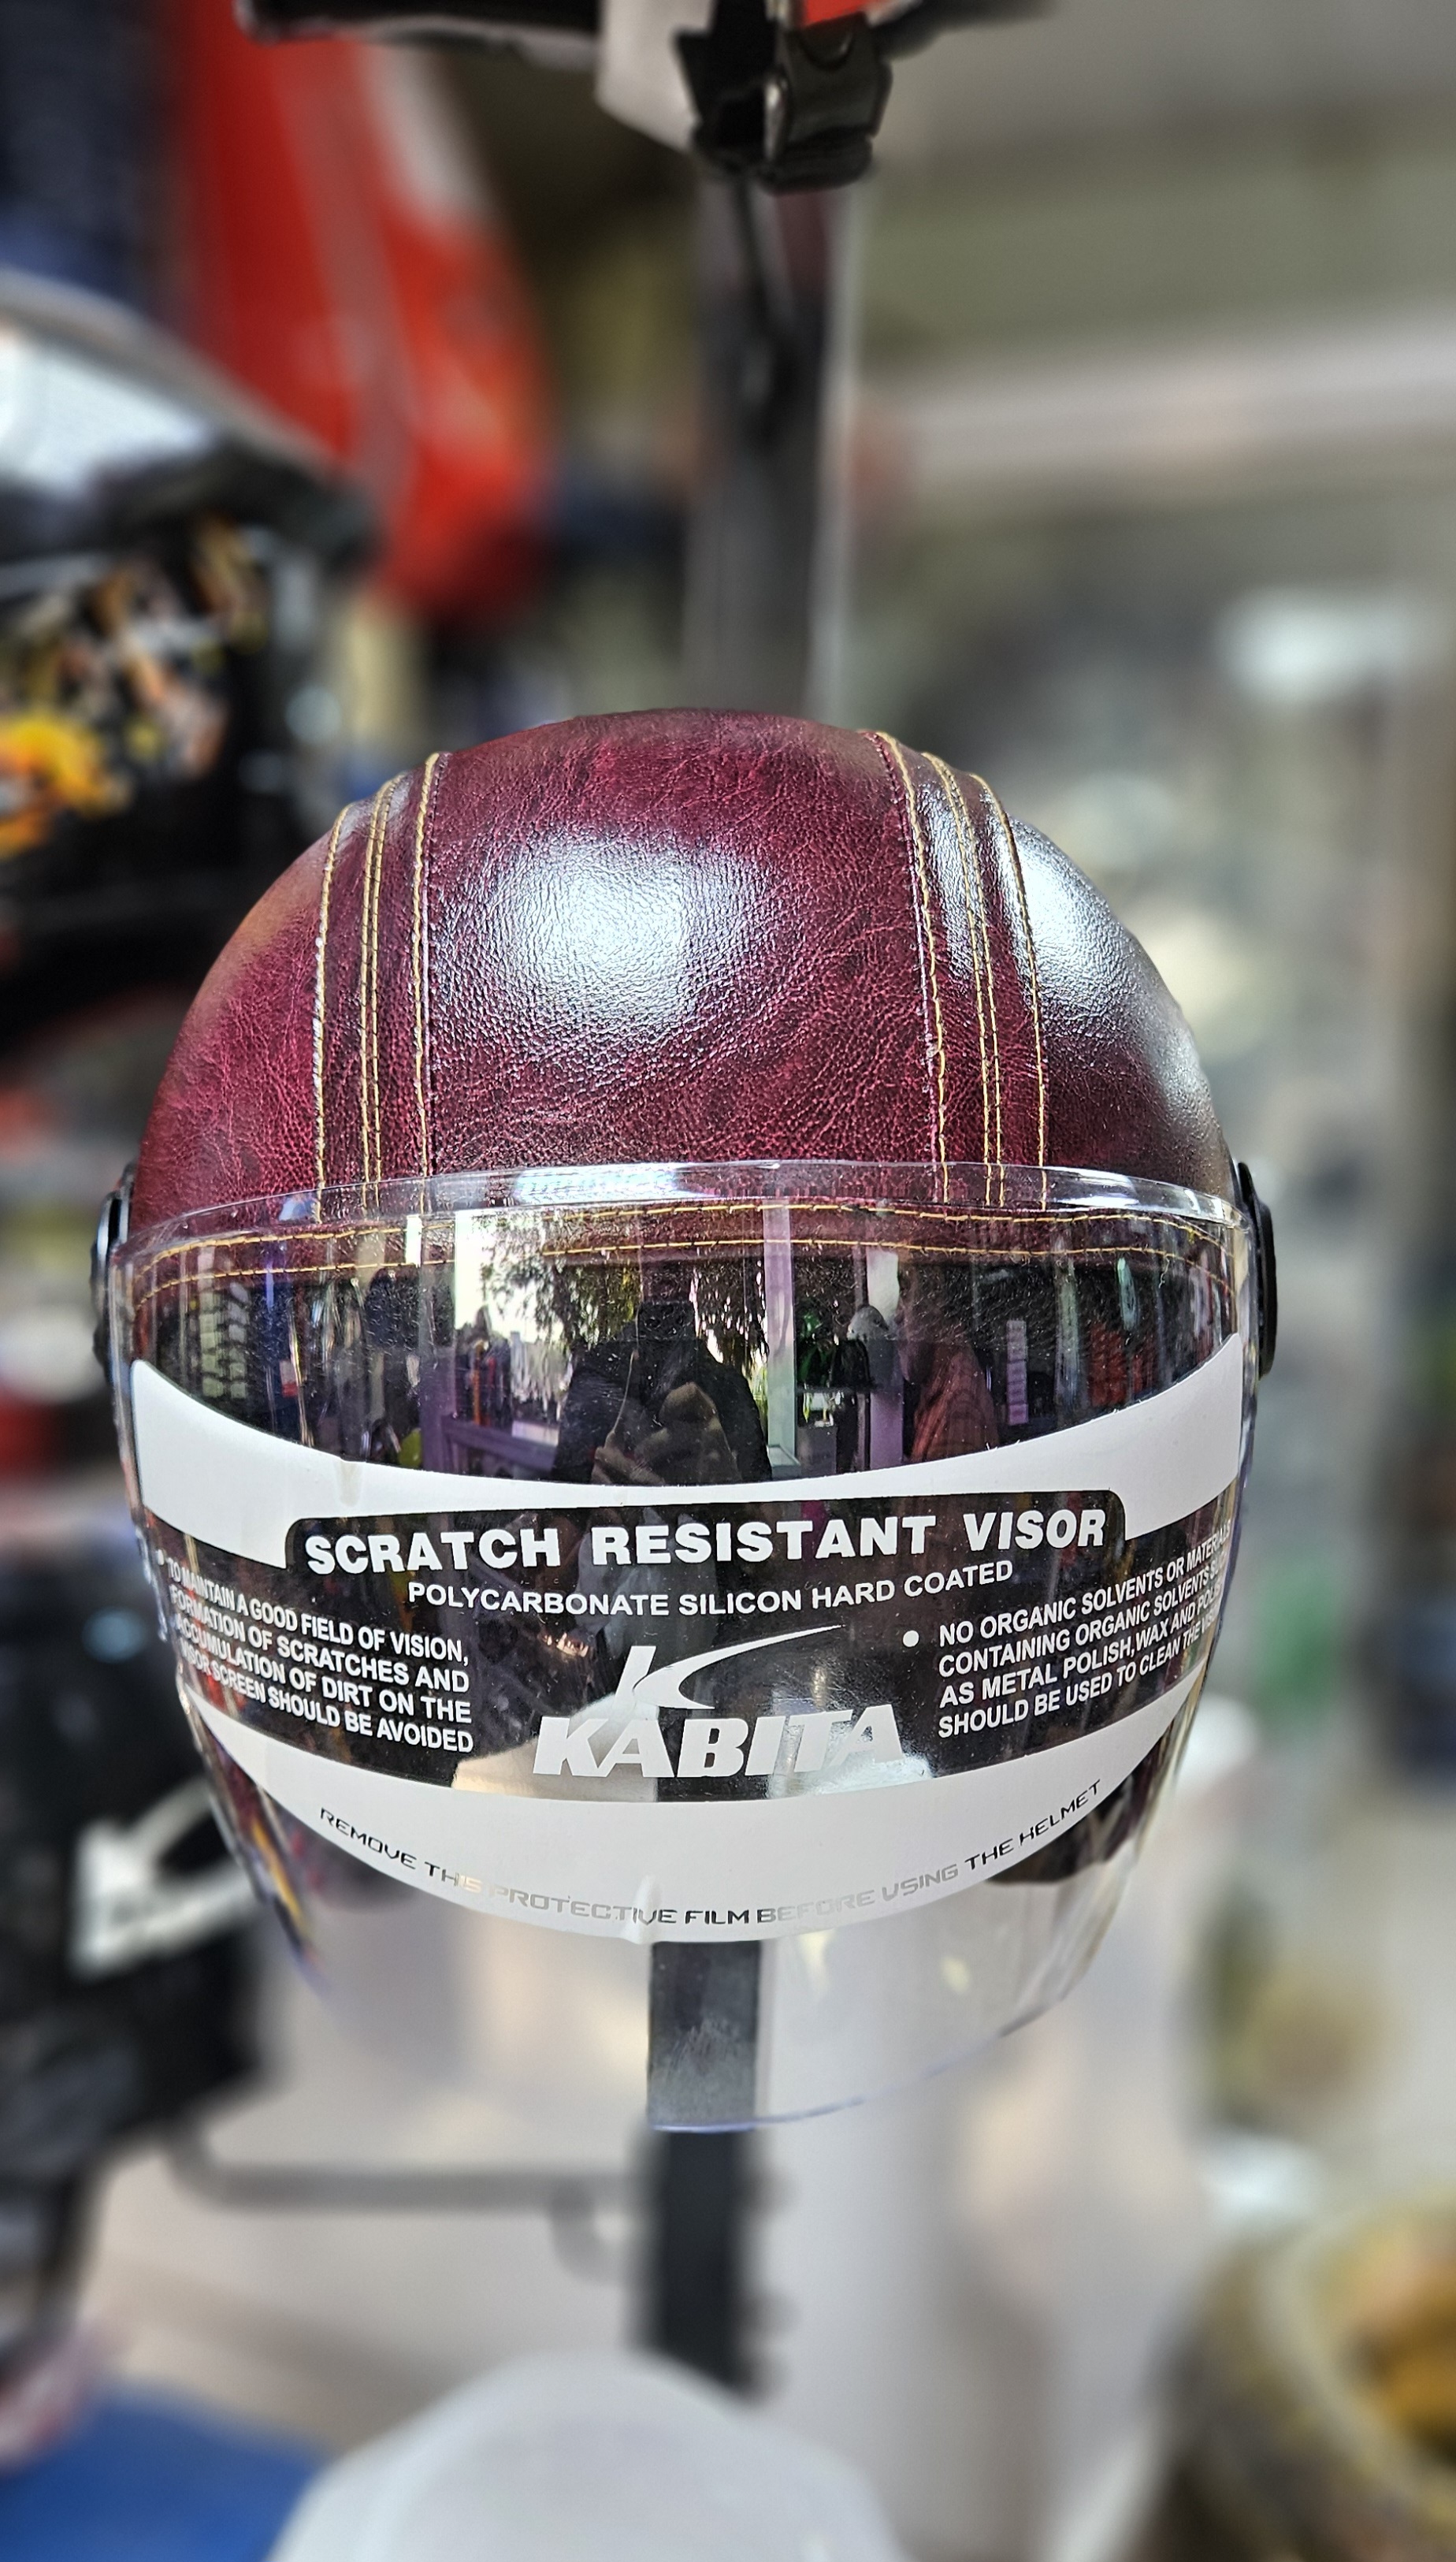 SCRATCH RESISTANT VISOR
POLYCARBONATE SILICON HARD COATED
• TO MAINTAIN A GOOD FIELD OF VISION,
FORMATION OF SCRATCHES AND
ACCUMULATION OF DIRT ON THE
VISOR SCREEN SHOULD BE AVOIDED
KABITA
• NO ORGANIC SOLVENTS OR MATERIALS
CONTAINING ORGANIC SOLVENTS
AS METAL POLISH, WAX AND
SHOULD BE USED TO CLEAN THE
REMOVE THIS PROTECTIVE FILM BEFORE USING THE HELMET